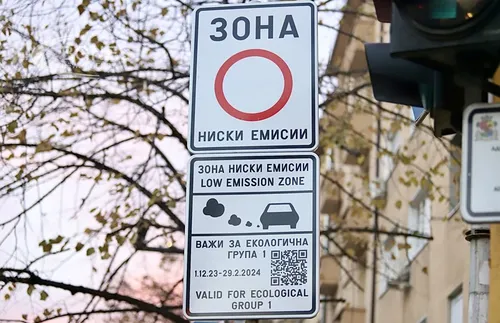 ЗОНА
НИСКИ ЕМИСИИ
ЗОНА НИСКИ ЕМИСИИ
LOW EMISSION ZONE
ВАЖИ ЗА ЕКОЛОГИЧНА
ГРУПА 1
1.12.23-29.2.2024
VALID FOR ECOLOGICAL
GROUP 1